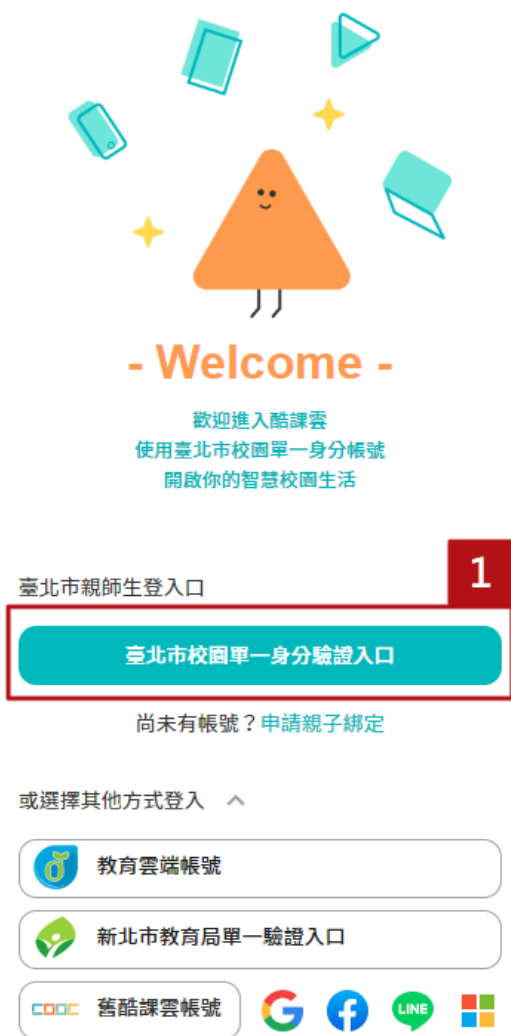 - Welcome -
歡迎進入酷課雲
使用臺北市校園單一身分帳號
開啟你的智慧校園生活
1
臺北市親師生登入口
臺北市校園單一身分驗證入口
尚未有帳號？申請親子綁定
或選擇其他方式登入
教育雲端帳號
新北市教育局單一驗證入口
COOC 舊酷課雲帳號 G f LINE